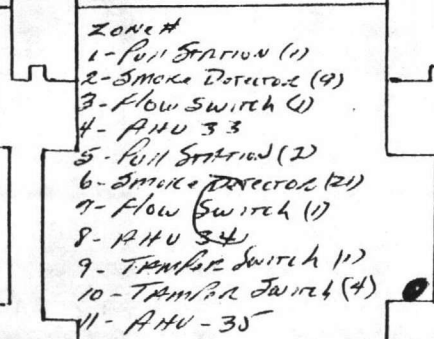 ZONE #
1- Pull Station (1)
2- Smoke Detector (9)
3- Flow Switch (1)
4- AHU 33
5- Pull Station (2)
6- Smoke Detector (21)
7- Flow Switch (1)
8- AHU 34
9- Tamper Switch (1)
10- Tamper Switch (4)
11- AHU - 35